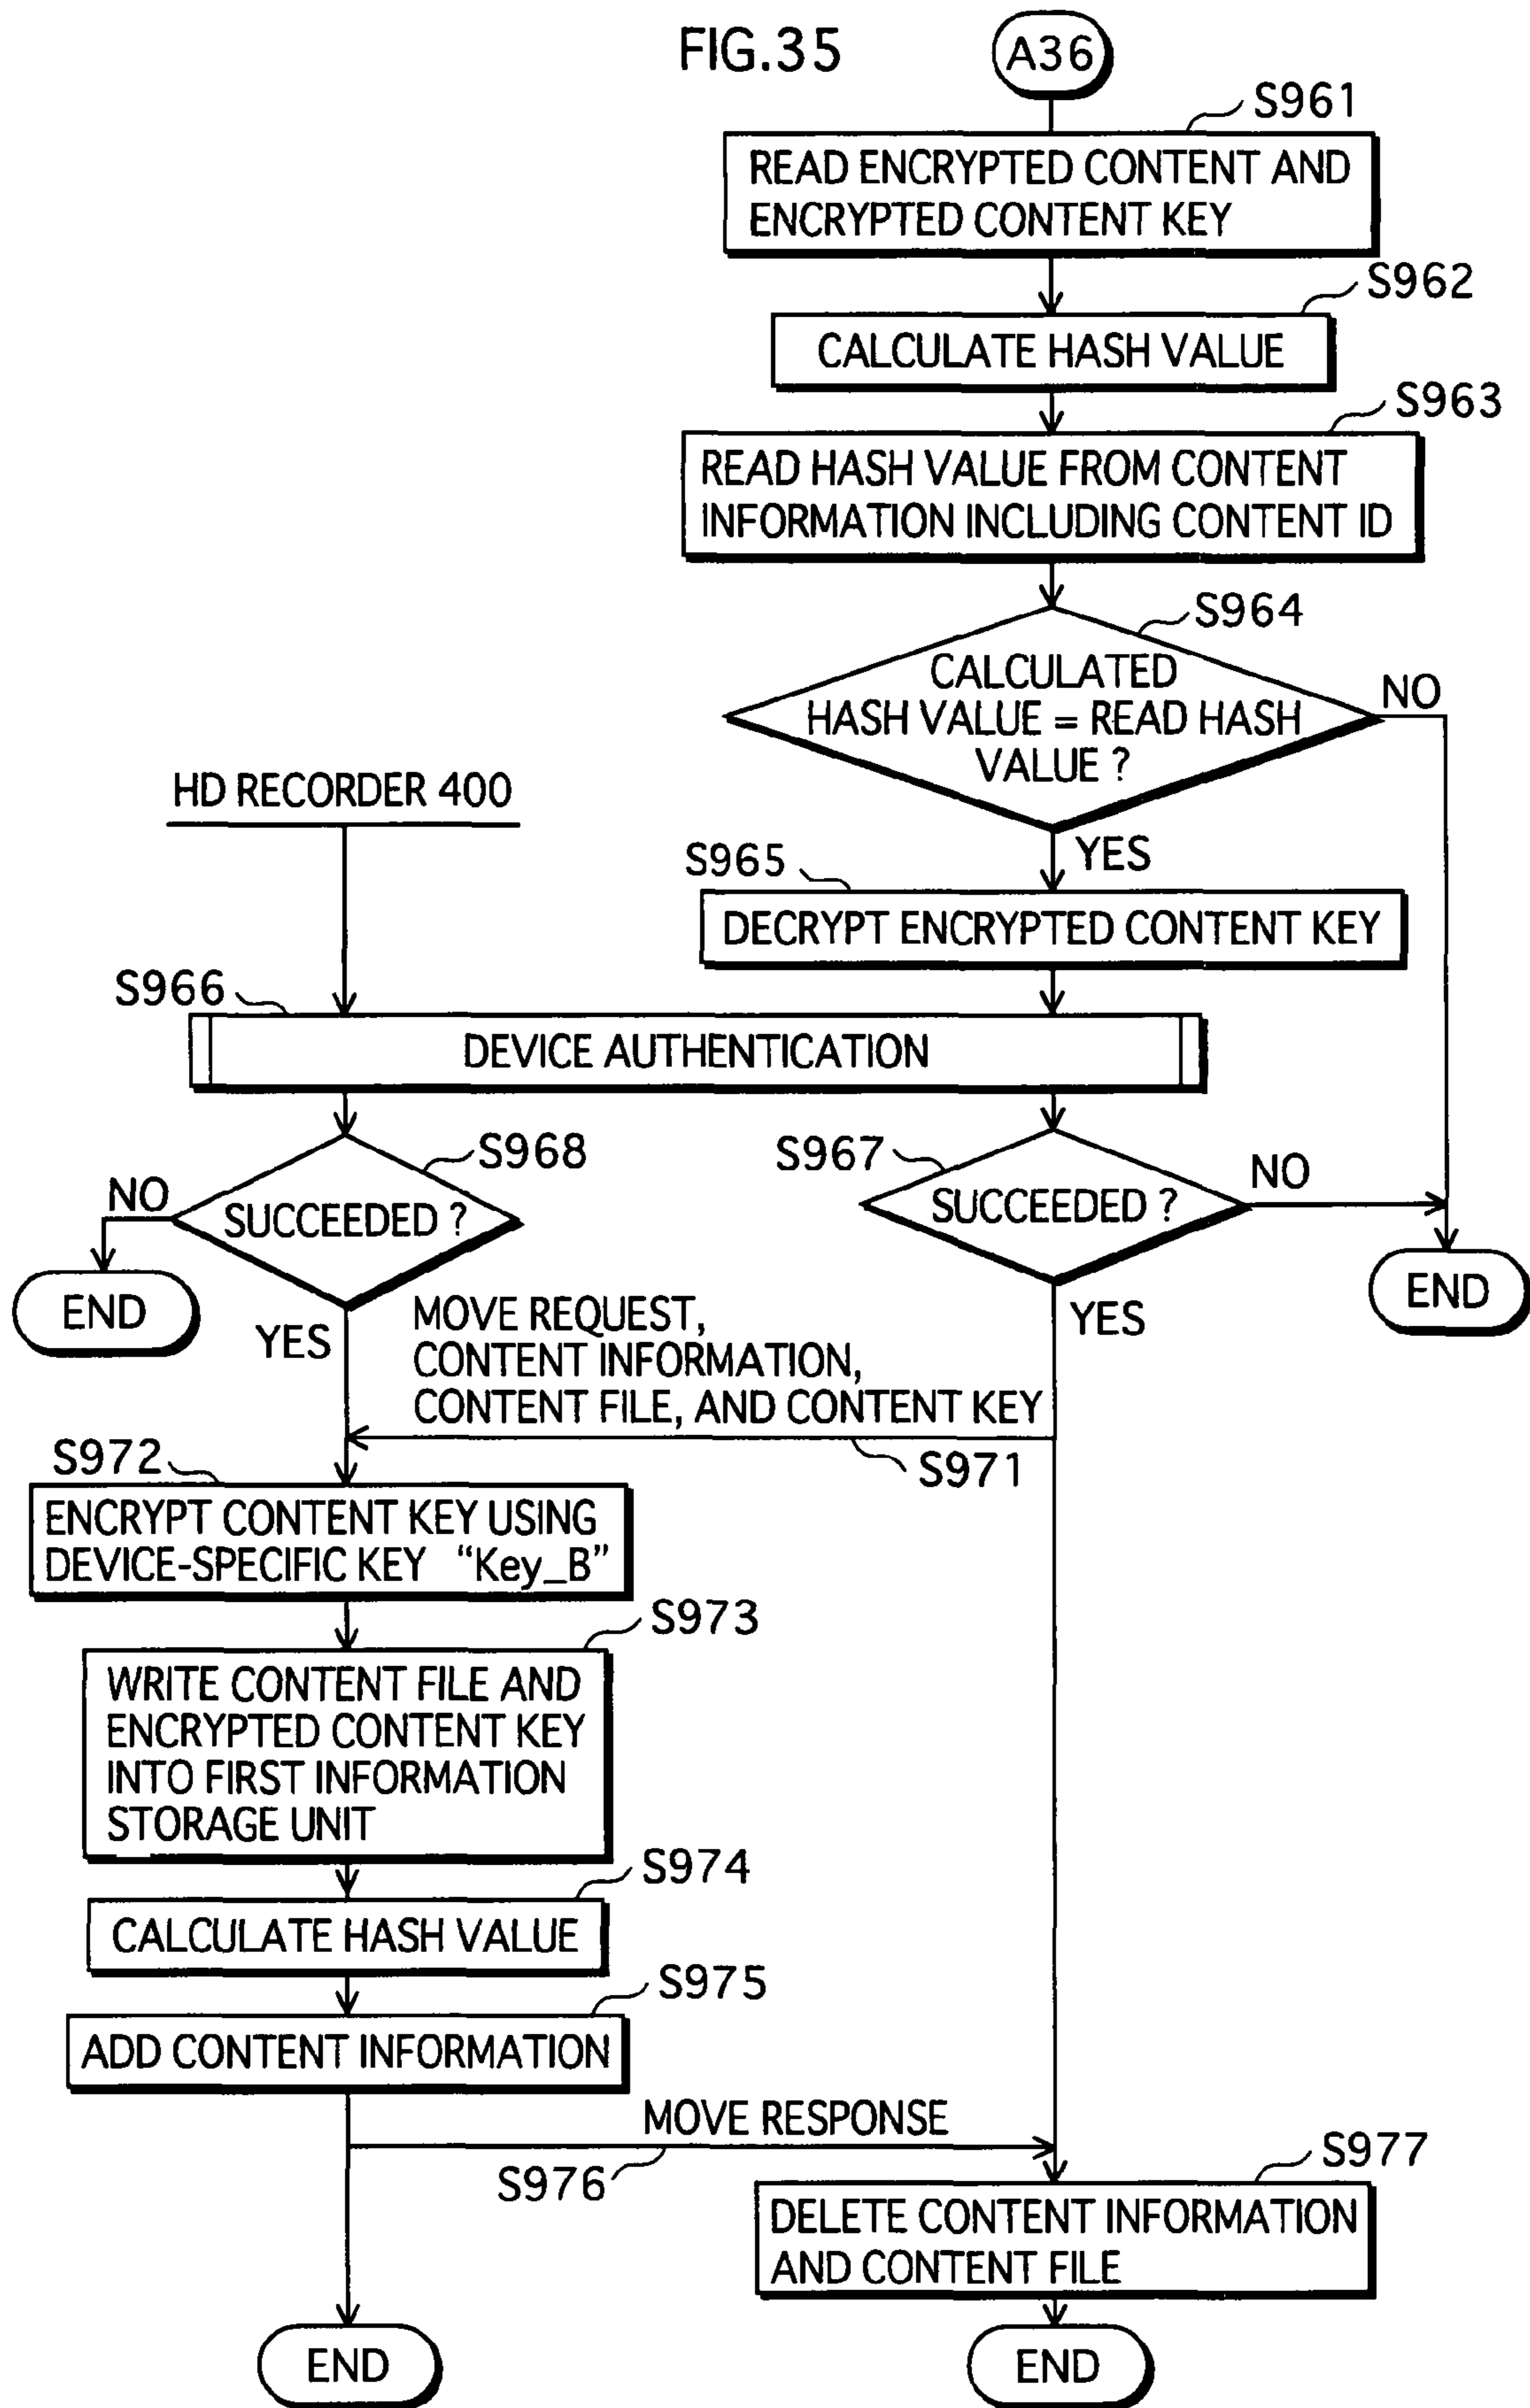 FIG.35
A36
S961
READ ENCRYPTED CONTENT AND
ENCRYPTED CONTENT KEY
S962
CALCULATE HASH VALUE
S963
READ HASH VALUE FROM CONTENT
INFORMATION INCLUDING CONTENT ID
S964
CALCULATED
HASH VALUE = READ HASH
VALUE ?
NO
HD RECORDER 400
YES
S965
DECRYPT ENCRYPTED CONTENT KEY
S966
DEVICE AUTHENTICATION
S968
SUCCEEDED ?
NO
END
YES
S967
SUCCEEDED ?
NO
END
YES
MOVE REQUEST,
CONTENT INFORMATION,
CONTENT FILE, AND CONTENT KEY
S971
S972
ENCRYPT CONTENT KEY USING
DEVICE-SPECIFIC KEY “Key_B”
S973
WRITE CONTENT FILE AND
ENCRYPTED CONTENT KEY
INTO FIRST INFORMATION
STORAGE UNIT
S974
CALCULATE HASH VALUE
S975
ADD CONTENT INFORMATION
MOVE RESPONSE
S976
S977
DELETE CONTENT INFORMATION
AND CONTENT FILE
END
END